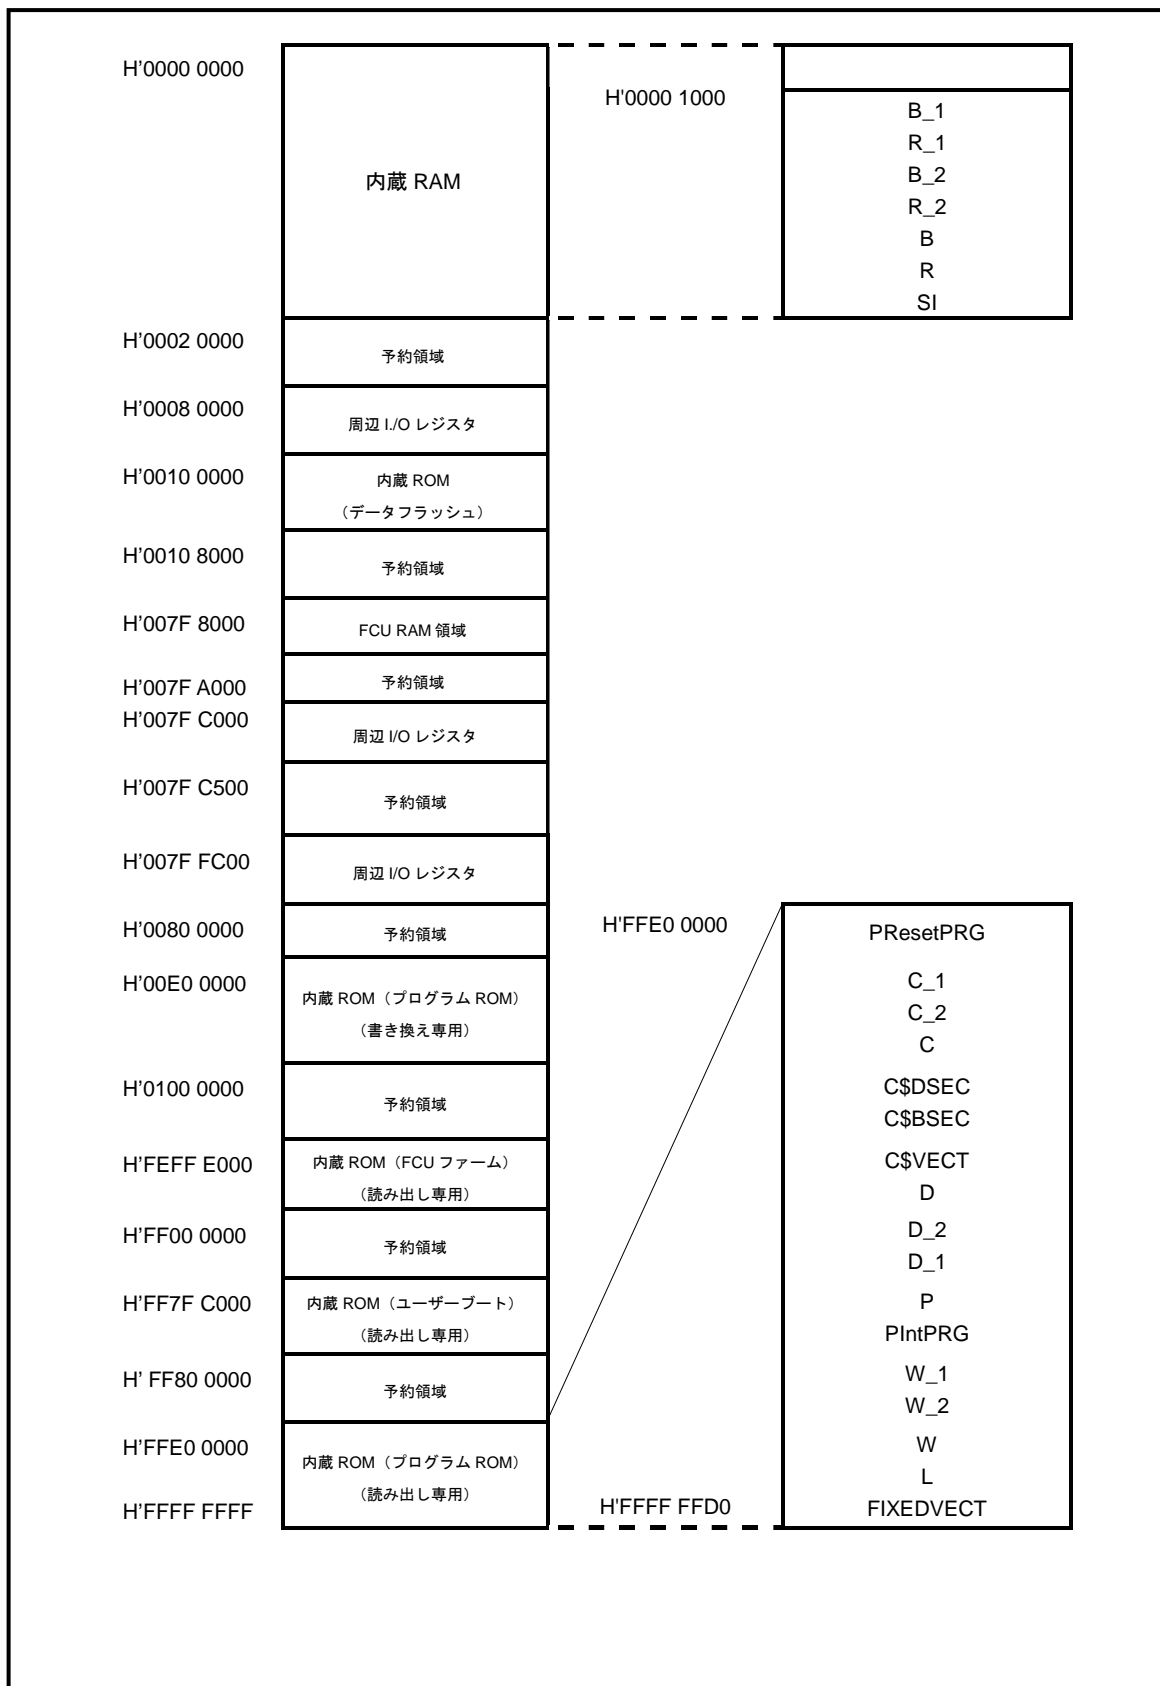 H'0000 0000
内蔵 RAM
H'0002 0000
予約領域
H'0008 0000
周辺 I./O レジスタ
H'0010 0000
内蔵 ROM
（データフラッシュ）
H'0010 8000
予約領域
H'007F 8000
FCU RAM 領域
H'007F A000
予約領域
H'007F C000
周辺 I/O レジスタ
H'007F C500
予約領域
H'007F FC00
周辺 I/O レジスタ
H'0080 0000
予約領域
H'00E0 0000
内蔵 ROM（プログラム ROM）
（書き換え専用）
H'0100 0000
予約領域
H'FEFF E000
内蔵 ROM（FCU ファーム）
（読み出し専用）
H'FF00 0000
予約領域
H'FF7F C000
内蔵 ROM（ユーザーブート）
（読み出し専用）
H' FF80 0000
予約領域
H'FFE0 0000
内蔵 ROM（プログラム ROM）
（読み出し専用）
H'FFFF FFFF
H'0000 1000
B_1
R_1
B_2
R_2
B
R
SI
H'FFE0 0000
PResetPRG
C_1
C_2
C
C$DSEC
C$BSEC
C$VECT
D
D_2
D_1
P
PIntPRG
W_1
W_2
W
L
H'FFFF FFD0
FIXEDVECT